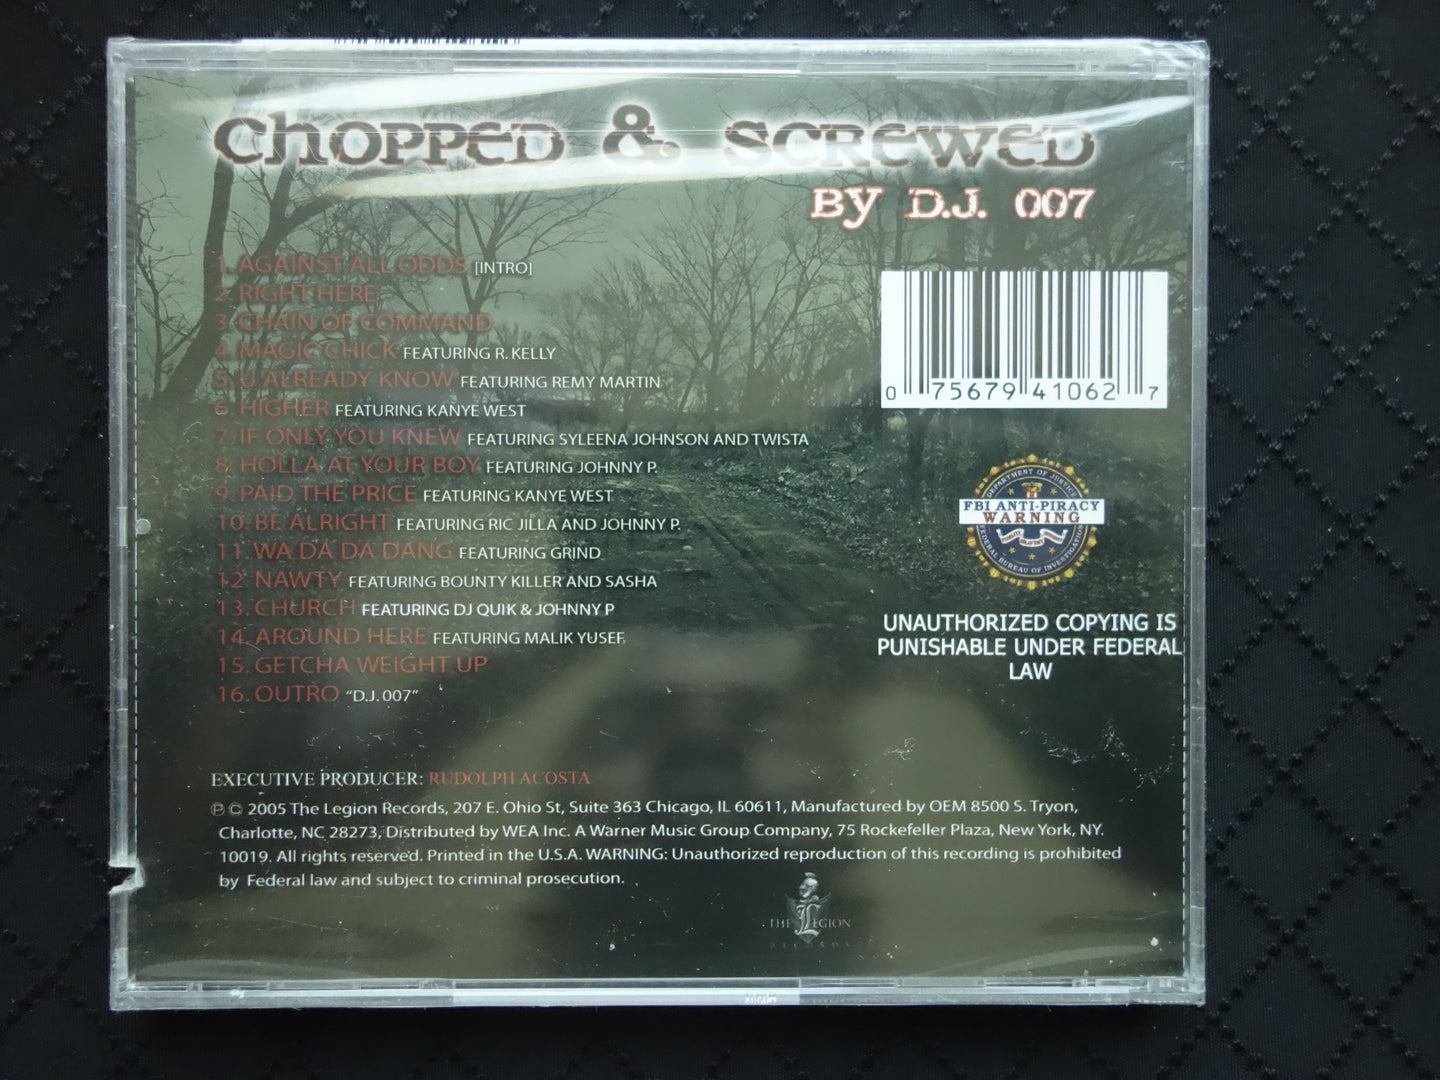 CHOPPED & SCREWED
BY D.J. 007
1. AGAINST ALL ODDS [INTRO]
2. RIGHT HERE
3. CHAIN OF COMMAND
4. MAGIC CHICK FEATURING R. KELLY
5. U ALREADY KNOW FEATURING REMY MARTIN
6. HIGHER FEATURING KANYE WEST
7. IF ONLY YOU KNEW FEATURING SYLEENA JOHNSON AND TWISTA
8. HOLLA AT YOUR BOY FEATURING JOHNNY P.
9. PAID THE PRICE FEATURING KANYE WEST
10. BE ALRIGHT FEATURING RIC JILLA AND JOHNNY P.
11. WA DA DA DANG FEATURING GRIND
12. NAWTY FEATURING BOUNTY KILLER AND SASHA
13. CHURCH FEATURING DJ QUIK & JOHNNY P
14. AROUND HERE FEATURING MALIK YUSEF
15. GETCHA WEIGHT UP
16. OUTRO "D.J. 007"
0 75679 41062 7
DEPARTMENT OF JUSTICE
FBI ANTI-PIRACY
WARNING
FEDERAL BUREAU OF INVESTIGATION
UNAUTHORIZED COPYING IS
PUNISHABLE UNDER FEDERAL
LAW
EXECUTIVE PRODUCER: RUDOLPH ACOSTA
℗ © 2005 The Legion Records, 207 E. Ohio St, Suite 363 Chicago, IL 60611, Manufactured by OEM 8500 S. Tryon,
Charlotte, NC 28273, Distributed by WEA Inc. A Warner Music Group Company, 75 Rockefeller Plaza, New York, NY.
10019. All rights reserved. Printed in the U.S.A. WARNING: Unauthorized reproduction of this recording is prohibited
by Federal law and subject to criminal prosecution.
THE LEGION
RECORDS